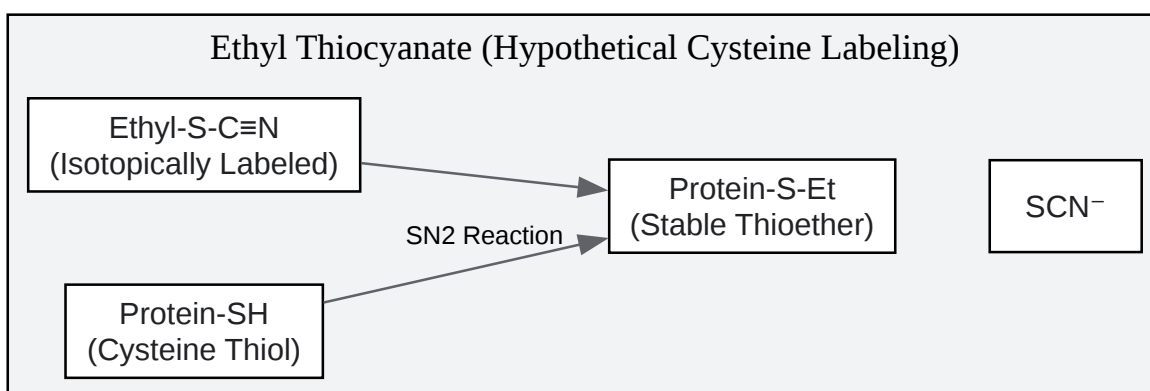 Ethyl Thiocyanate (Hypothetical Cysteine Labeling)
Ethyl-S-C≡N
(Isotopically Labeled)
Protein-S-Et
(Stable Thioether)
SCN⁻
SN2 Reaction
Protein-SH
(Cysteine Thiol)